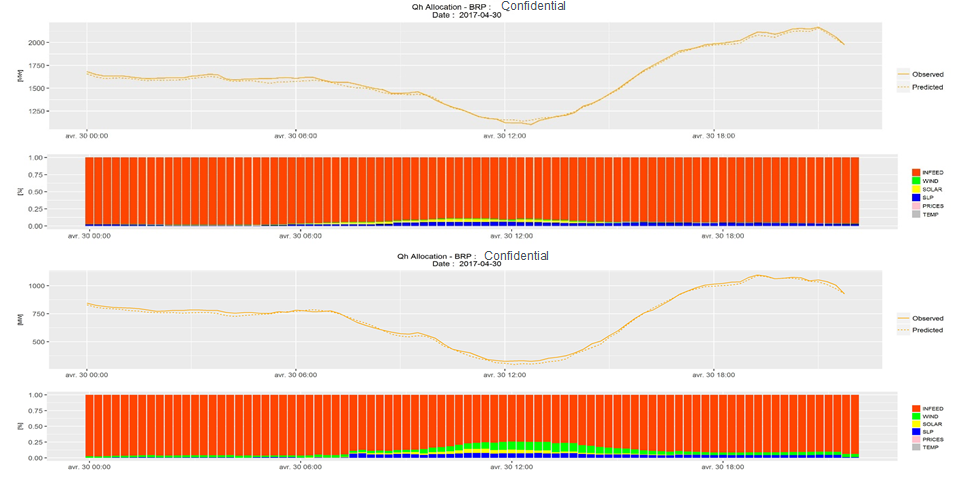 Qh Allocation - BRP : Confidential
Date : 2017-04-30
2000
1750
1500
1250
[MW]
avr. 30 00:00 avr. 30 06:00 avr. 30 12:00 avr. 30 18:00
Observed
Predicted
1.00
0.75
0.50
0.25
0.00
[%]
avr. 30 00:00 avr. 30 06:00 avr. 30 12:00 avr. 30 18:00
INFEED
WIND
SOLAR
SLP
PRICES
TEMP
Qh Allocation - BRP : Confidential
Date : 2017-04-30
1000
750
500
[MW]
avr. 30 00:00 avr. 30 06:00 avr. 30 12:00 avr. 30 18:00
Observed
Predicted
1.00
0.75
0.50
0.25
0.00
[%]
avr. 30 00:00 avr. 30 06:00 avr. 30 12:00 avr. 30 18:00
INFEED
WIND
SOLAR
SLP
PRICES
TEMP